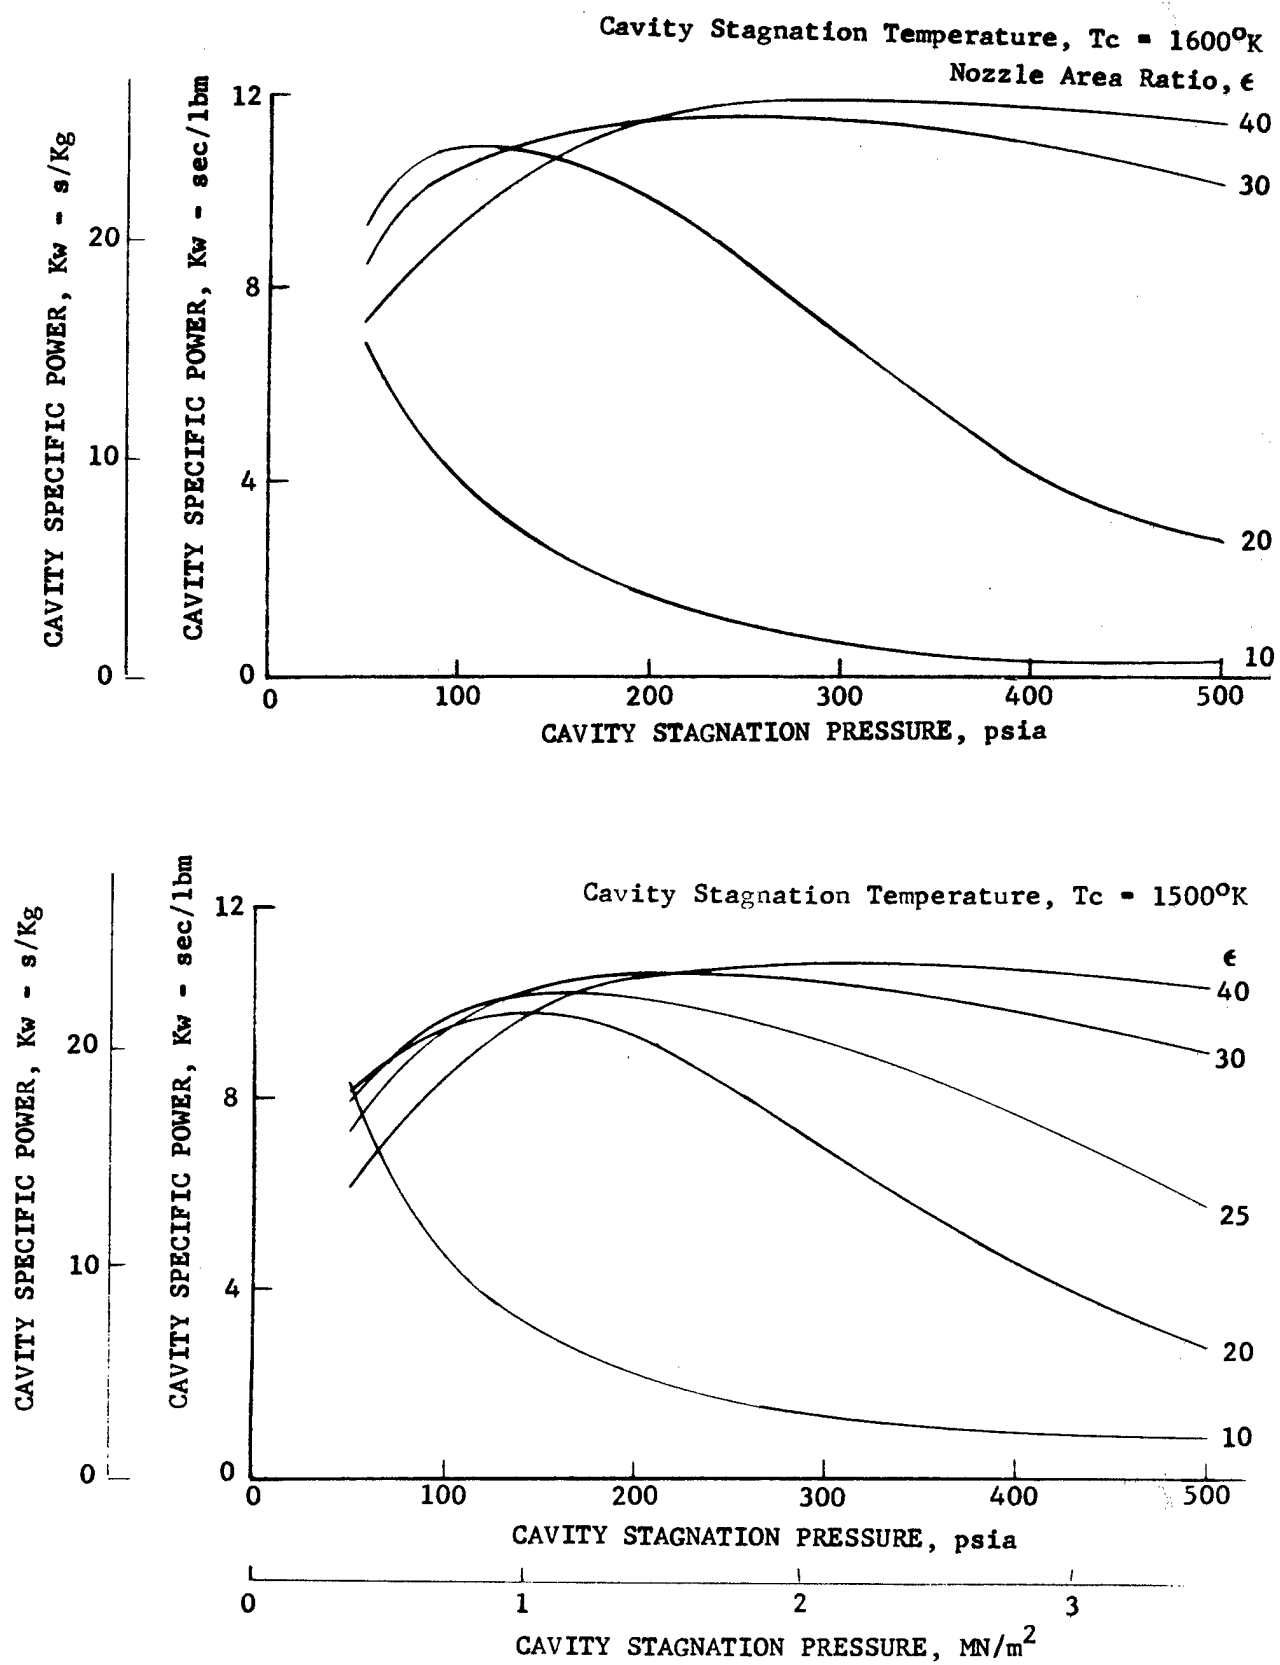 Cavity Stagnation Temperature, Tc = 1600°K
Nozzle Area Ratio, ϵ
CAVITY SPECIFIC POWER, Kw - s/Kg
20
10
0
CAVITY SPECIFIC POWER, Kw - sec/lbm
12
8
4
0
40
30
20
10
0 100 200 300 400 500
CAVITY STAGNATION PRESSURE, psia
Cavity Stagnation Temperature, Tc = 1500°K
ϵ
CAVITY SPECIFIC POWER, Kw - s/Kg
20
10
0
CAVITY SPECIFIC POWER, Kw - sec/lbm
12
8
4
0
40
30
25
20
10
0 100 200 300 400 500
CAVITY STAGNATION PRESSURE, psia
0 1 2 3
CAVITY STAGNATION PRESSURE, MN/m²